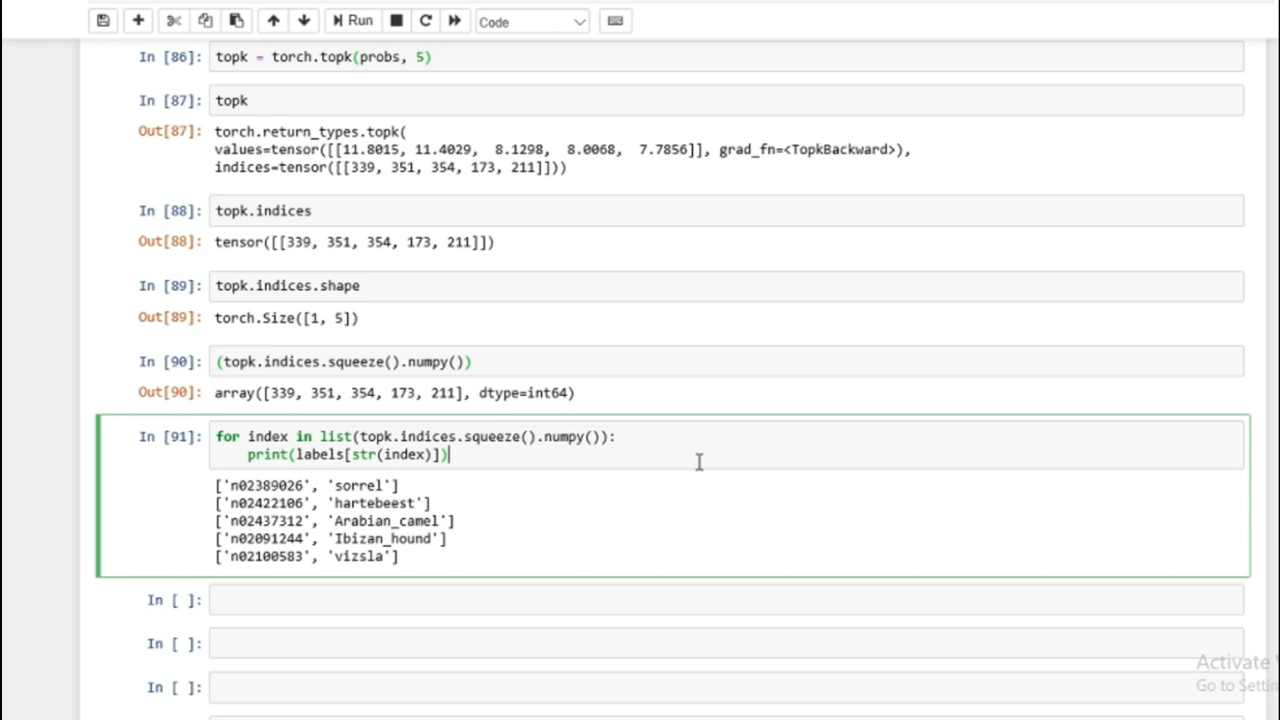 Run
Code
In [86]: topk = torch.topk(probs, 5)
In [87]: topk
Out[87]: torch.return_types.topk(
values=tensor([[11.8015, 11.4029,  8.1298,  8.0068,  7.7856]], grad_fn=<TopkBackward>),
indices=tensor([[339, 351, 354, 173, 211]]))
In [88]: topk.indices
Out[88]: tensor([[339, 351, 354, 173, 211]])
In [89]: topk.indices.shape
Out[89]: torch.Size([1, 5])
In [90]: (topk.indices.squeeze().numpy())
Out[90]: array([339, 351, 354, 173, 211], dtype=int64)
In [91]: for index in list(topk.indices.squeeze().numpy()):
    print(labels[str(index)])
['n02389026', 'sorrel']
['n02422106', 'hartebeest']
['n02437312', 'Arabian_camel']
['n02091244', 'Ibizan_hound']
['n02100583', 'vizsla']
In [ ]:
In [ ]:
In [ ]:
Activate
Go to Settin